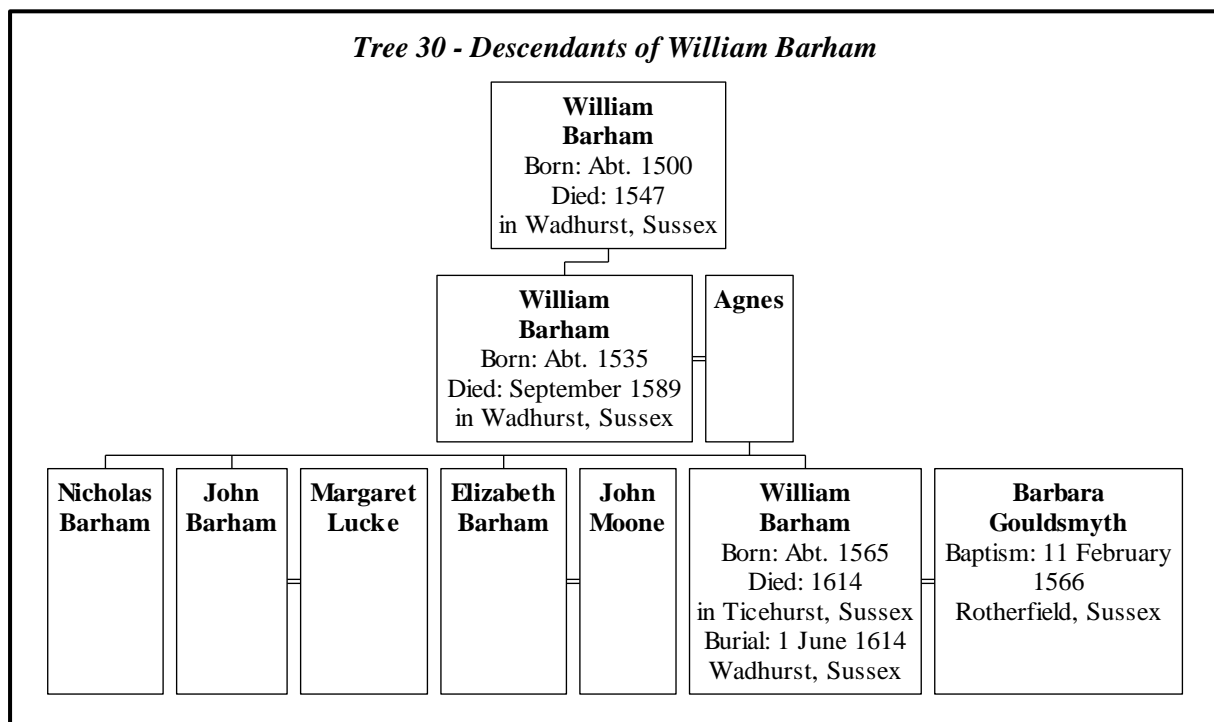 Tree 30 - Descendants of William Barham
William
Barham
Born: Abt. 1500
Died: 1547
in Wadhurst, Sussex
William
Barham
Born: Abt. 1535
Died: September 1589
in Wadhurst, Sussex
Agnes
Nicholas
Barham
John
Barham
Margaret
Lucke
Elizabeth
Barham
John
Moone
William
Barham
Born: Abt. 1565
Died: 1614
in Ticehurst, Sussex
Burial: 1 June 1614
Wadhurst, Sussex
Barbara
Gouldsmyth
Baptism: 11 February
1566
Rotherfield, Sussex